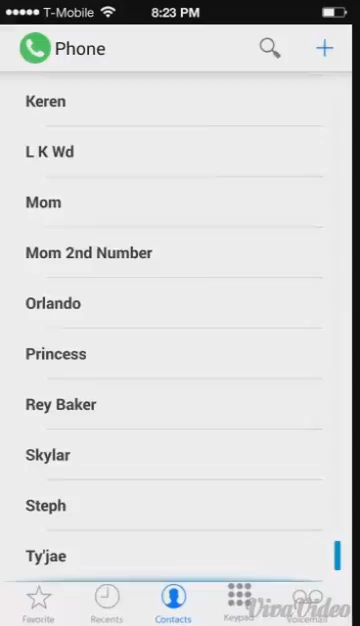 T-Mobile 8:23 PM
Phone
Keren
L K Wd
Mom
Mom 2nd Number
Orlando
Princess
Rey Baker
Skylar
Steph
Ty'jae
Favorite Recents Contacts Keypad Voicemail
VivaVideo